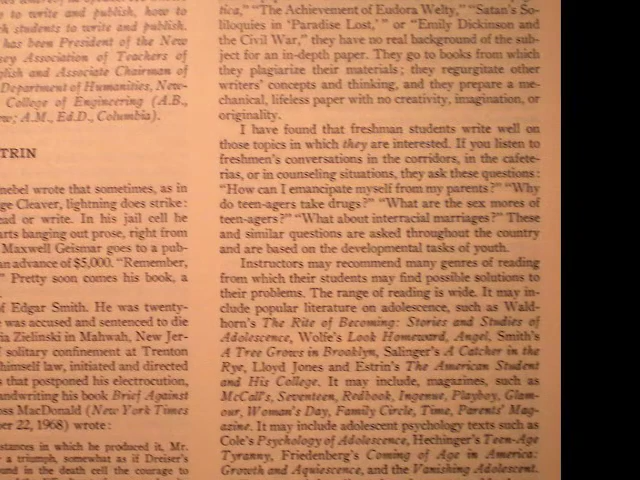 to write and publish, how to
students to write and publish.
has been President of the New
Association of Teachers of
and Associate Chairman of
Department of Humanities, New-
College of Engineering (A.B.,
A.M., Ed.D., Columbia).
TRIN
nebel wrote that sometimes, as in
ge Cleaver, lightning does strike:
ead or write. In his jail cell he
arts banging out prose, right from
Maxwell Geismar goes to a pub-
an advance of $5,000. "Remember,
" Pretty soon comes his book, a
of Edgar Smith. He was twenty-
was accused and sentenced to die
ia Zielinski in Mahwah, New Jer-
solitary confinement at Trenton
himself law, initiated and directed
s that postponed his electrocution,
andwriting his book Brief Against
oss MacDonald (New York Times
er 22, 1968) wrote:
stances in which he produced it, Mr.
a triumph, somewhat as if Dreiser's
ound in the death cell the courage to
tica," "The Achievement of Eudora Welty," "Satan's So-
liloquies in 'Paradise Lost,'" or "Emily Dickinson and
the Civil War," they have no real background of the sub-
ject for an in-depth paper. They go to books from which
they plagiarize their materials; they regurgitate other
writers' concepts and thinking, and they prepare a me-
chanical, lifeless paper with no creativity, imagination, or
originality.
I have found that freshman students write well on
those topics in which they are interested. If you listen to
freshmen's conversations in the corridors, in the cafete-
rias, or in counseling situations, they ask these questions:
"How can I emancipate myself from my parents?" "Why
do teen-agers take drugs?" "What are the sex mores of
teen-agers?" "What about interracial marriages?" These
and similar questions are asked throughout the country
and are based on the developmental tasks of youth.
Instructors may recommend many genres of reading
from which their students may find possible solutions to
their problems. The range of reading is wide. It may in-
clude popular literature on adolescence, such as Wald-
horn's The Rite of Becoming: Stories and Studies of
Adolescence, Wolfe's Look Homeward, Angel, Smith's
A Tree Grows in Brooklyn, Salinger's A Catcher in the
Rye, Lloyd Jones and Estrin's The American Student
and His College. It may include, magazines, such as
McCall's, Seventeen, Redbook, Ingenue, Playboy, Glam-
our, Woman's Day, Family Circle, Time, Parents' Mag-
azine. It may include adolescent psychology texts such as
Cole's Psychology of Adolescence, Hechinger's Teen-Age
Tyranny, Friedenberg's Coming of Age in America:
Growth and Aquiescence, and the Vanishing Adolescent.